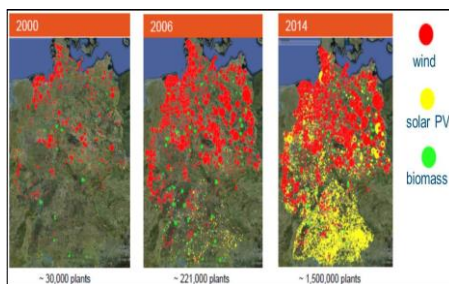 2000
2006
2014
wind
solar PV
biomass
~ 30,000 plants
~ 221,000 plants
~ 1,500,000 plants